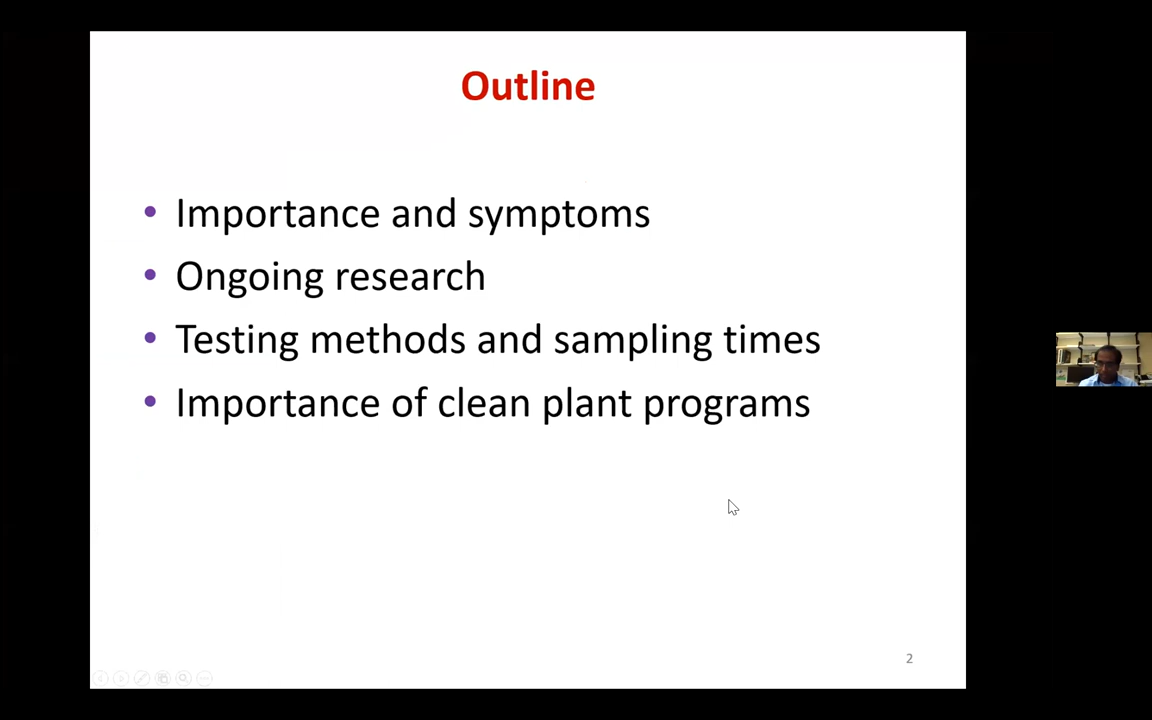 Outline
• Importance and symptoms
• Ongoing research
• Testing methods and sampling times
• Importance of clean plant programs
2